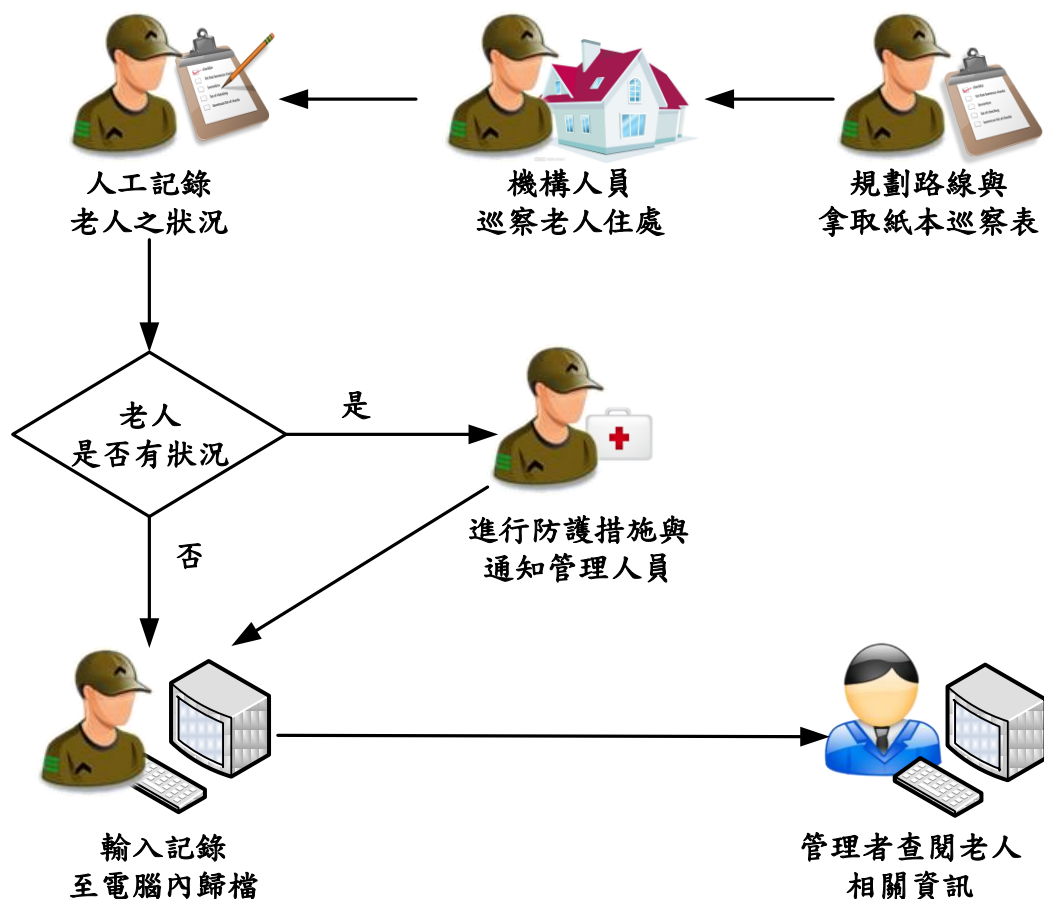 人工記錄
老人之狀況
機構人員
巡察老人住處
規劃路線與
拿取紙本巡察表
老人
是否有狀況
是
否
進行防護措施與
通知管理人員
輸入記錄
至電腦內歸檔
管理者查閱老人
相關資訊